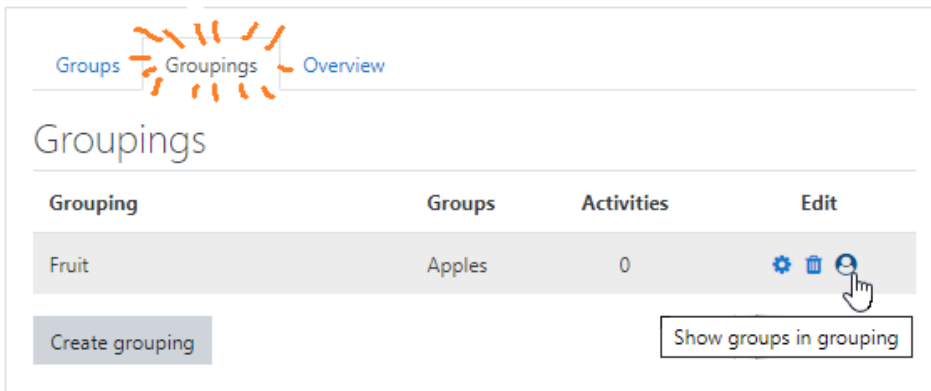 Groups Groupings Overview
Groupings
Grouping Groups Activities Edit
Fruit Apples 0
Create grouping Show groups in grouping